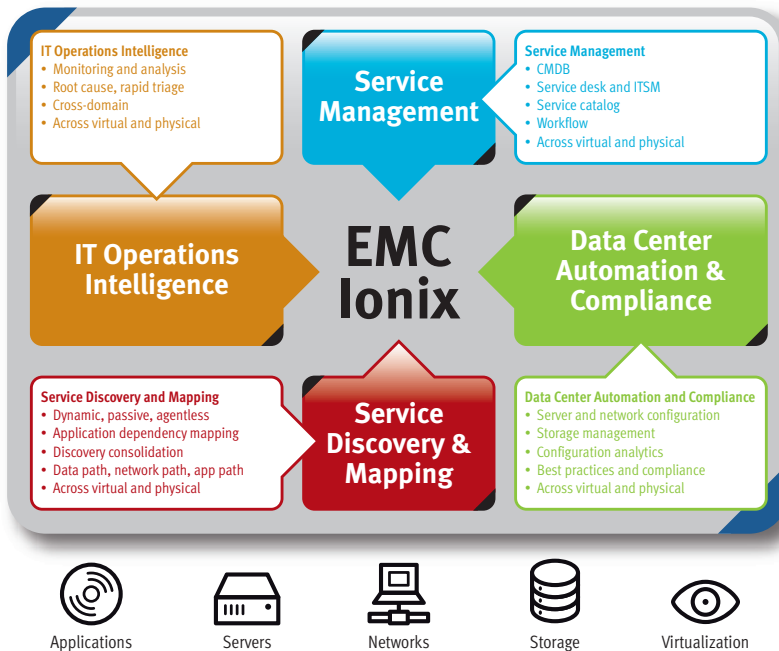 IT Operations Intelligence
• Monitoring and analysis
• Root cause, rapid triage
• Cross-domain
• Across virtual and physical
Service
Management
Service Management
• CMDB
• Service desk and ITSM
• Service catalog
• Workflow
• Across virtual and physical
IT Operations
Intelligence
EMC
Ionix
Data Center
Automation &
Compliance
Service Discovery and Mapping
• Dynamic, passive, agentless
• Application dependency mapping
• Discovery consolidation
• Data path, network path, app path
• Across virtual and physical
Service
Discovery &
Mapping
Data Center Automation and Compliance
• Server and network configuration
• Storage management
• Configuration analytics
• Best practices and compliance
• Across virtual and physical
Applications
Servers
Networks
Storage
Virtualization